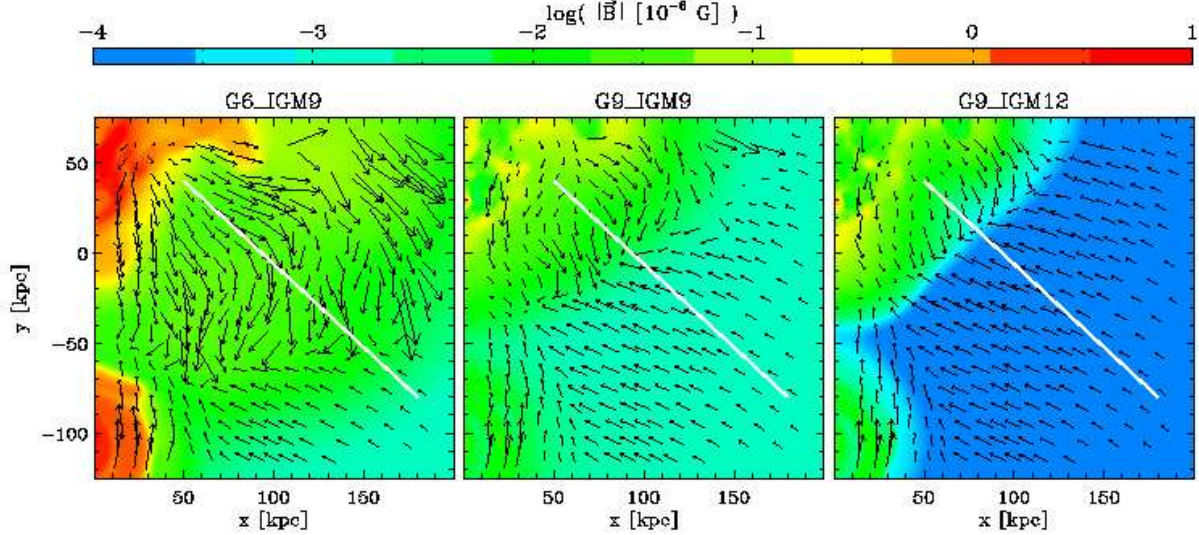 log( |B⃗| [10⁻⁶ G] )
−4 −3 −2 −1 0 1
G6_IGM9 G9_IGM9 G9_IGM12
50
0
−50
−100
y [kpc]
50 100 150 50 100 150 50 100 150
x [kpc] x [kpc] x [kpc]